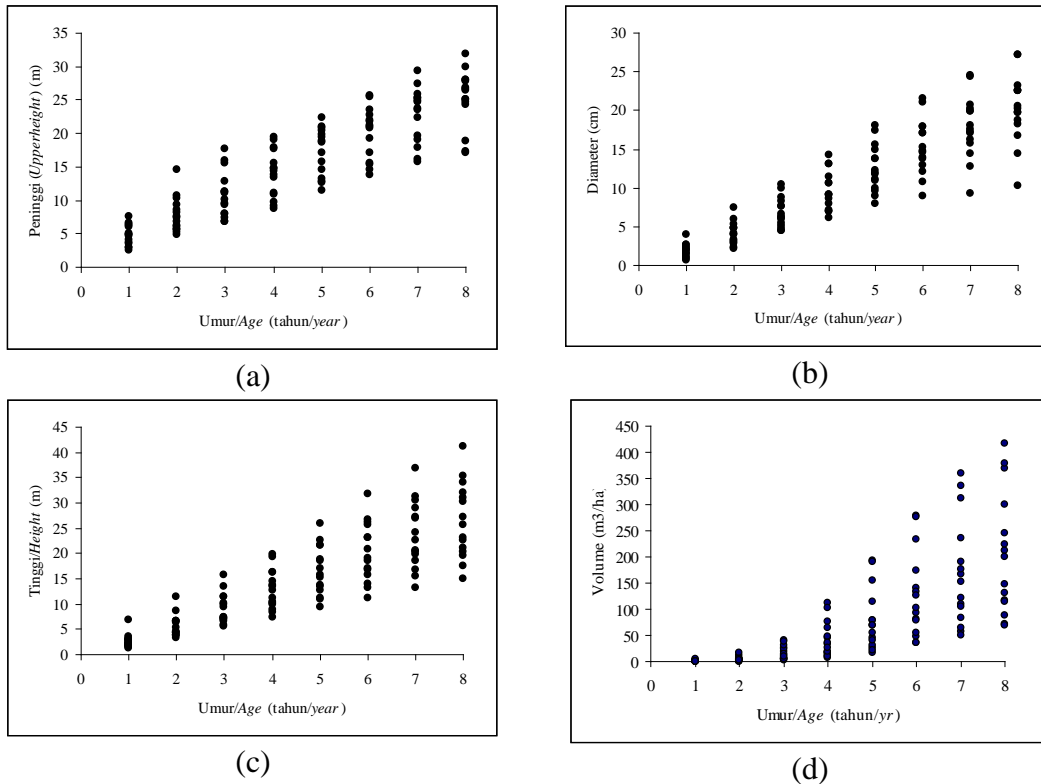 Peninggi (Upperheight) (m)
35
30
25
20
15
10
5
0
0 1 2 3 4 5 6 7 8
Umur/Age (tahun/year)
(a)
Diameter (cm)
30
25
20
15
10
5
0
0 1 2 3 4 5 6 7 8
Umur/Age (tahun/year)
(b)
Tinggi/Height (m)
45
40
35
30
25
20
15
10
5
0
0 1 2 3 4 5 6 7 8
Umur/Age (tahun/year)
(c)
Volume (m3/ha)
450
400
350
300
250
200
150
100
50
0
0 1 2 3 4 5 6 7 8
Umur/Age (tahun/yr)
(d)